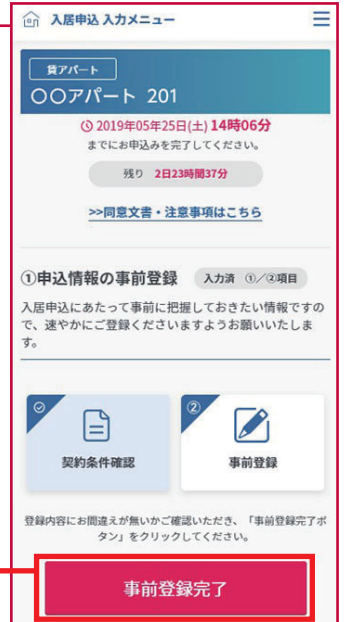 入居申込 入力メニュー
賃アパート
〇〇アパート 201
2019年05年25日(土) 14時06分
までにお申込みを完了してください。
残り 2日23時間37分
>>同意文書・注意事項はこちら
①申込情報の事前登録 入力済 ①／②項目
入居申込にあたって事前に把握しておきたい情報ですの
で、速やかにご登録くださいますようお願いいたしま
す。
② 
契約条件確認 事前登録
登録内容にお間違えが無いかご確認いただき、「事前登録完了ボ
タン」をクリックしてください。
事前登録完了